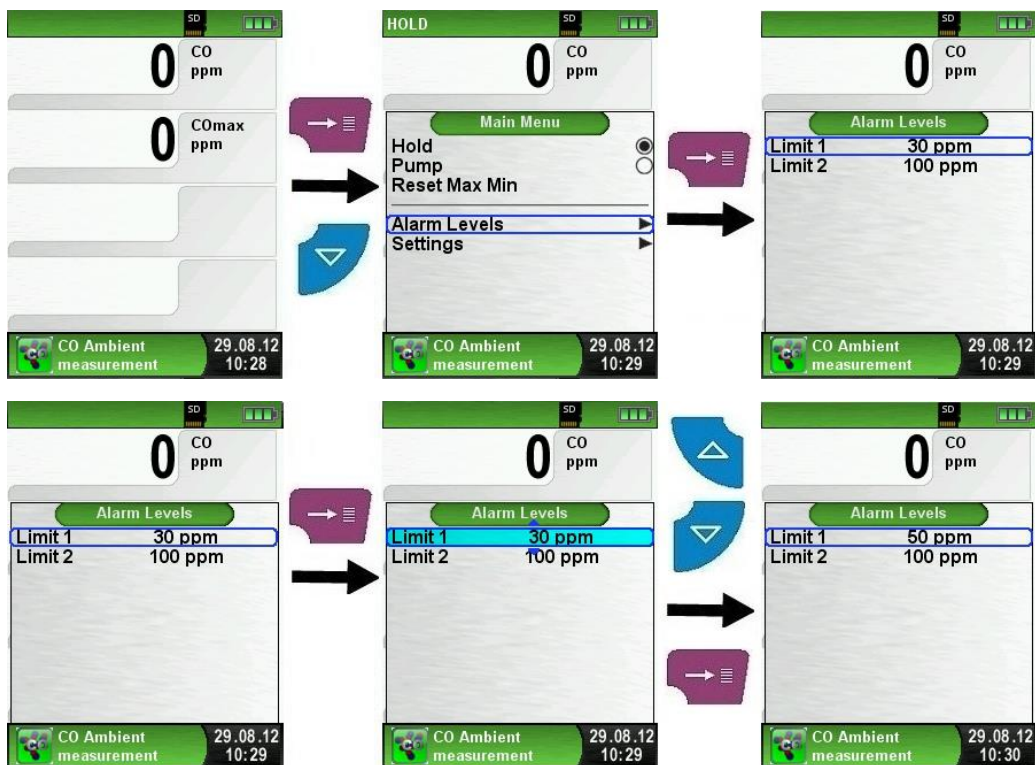 SD
0 CO
ppm
0 COmax
ppm
CO Ambient
measurement
29.08.12
10:28
HOLD
SD
0 CO
ppm
Main Menu
Hold
Pump
Reset Max Min
Alarm Levels
Settings
CO Ambient
measurement
29.08.12
10:29
SD
0 CO
ppm
Alarm Levels
Limit 1 30 ppm
Limit 2 100 ppm
CO Ambient
measurement
29.08.12
10:29
SD
0 CO
ppm
Alarm Levels
Limit 1 30 ppm
Limit 2 100 ppm
CO Ambient
measurement
29.08.12
10:29
SD
0 CO
ppm
Alarm Levels
Limit 1 30 ppm
Limit 2 100 ppm
CO Ambient
measurement
29.08.12
10:29
SD
0 CO
ppm
Alarm Levels
Limit 1 50 ppm
Limit 2 100 ppm
CO Ambient
measurement
29.08.12
10:30